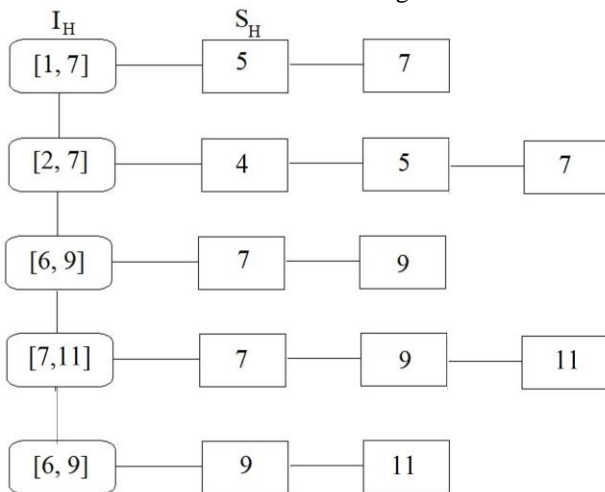 I_H S_H
[1, 7] 5 7
[2, 7] 4 5 7
[6, 9] 7 9
[7,11] 7 9 11
[6, 9] 9 11